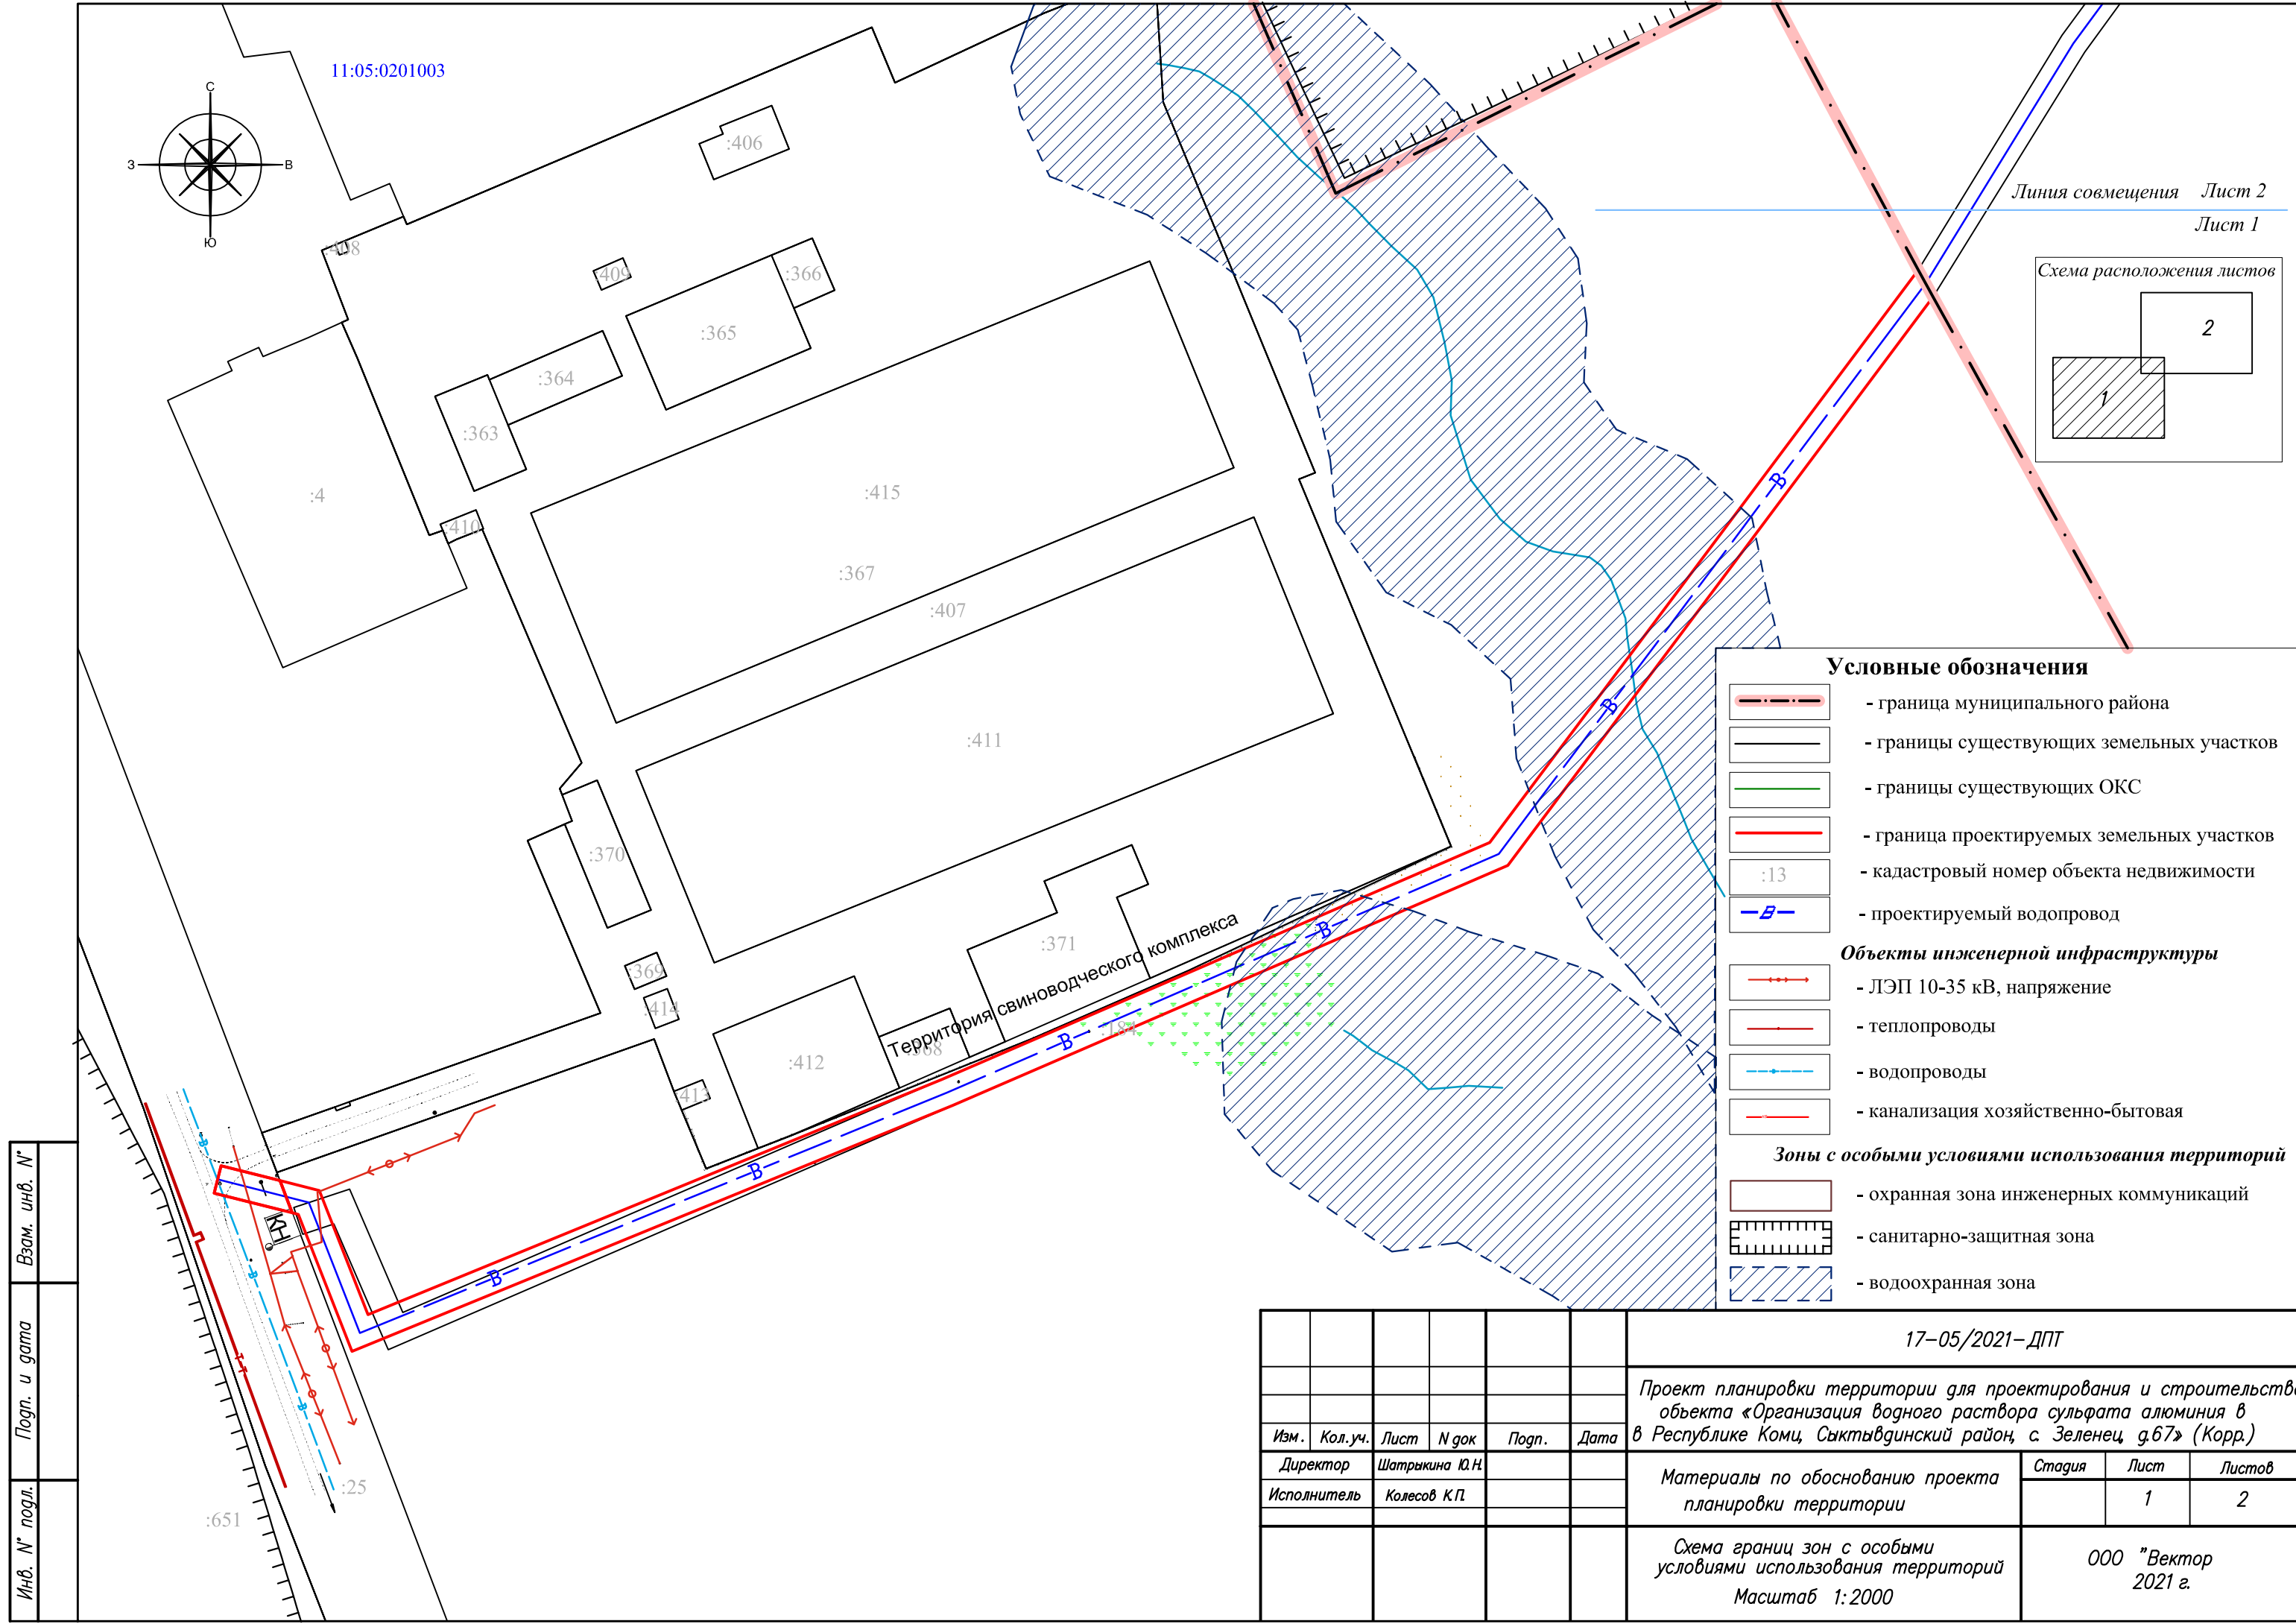 11:05:0201003
С
З
В
Ю
:406
:408
:409
:366
:365
:364
:363
:4
:410
:415
:367
:407
:411
:370
:369
:414
:371
:412
:368
:413
:184
Территория свиноводческого комплекса
В
В
В
В
В
В
В
В
В
В
Т-Т
КН
:25
:651
Линия совмещения Лист 2
Лист 1
Схема расположения листов
2
1
Условные обозначения
- граница муниципального района
- границы существующих земельных участков
- границы существующих ОКС
- граница проектируемых земельных участков
:13 - кадастровый номер объекта недвижимости
В - проектируемый водопровод
Объекты инженерной инфраструктуры
- ЛЭП 10-35 кВ, напряжение
- теплопроводы
- водопроводы
- канализация хозяйственно-бытовая
Зоны с особыми условиями использования территорий
- охранная зона инженерных коммуникаций
- санитарно-защитная зона
- водоохранная зона
Взам. инв. N°
Подп. и дата
Инв. N° подл.
17-05/2021-ДПТ
Проект планировки территории для проектирования и строительства
объекта «Организация водного раствора сульфата алюминия в
в Республике Коми, Сыктывдинский район, с. Зеленец, д.67» (Корр.)
Изм. Кол.уч. Лист N док Подп. Дата
Директор Шатрыкина Ю.Н.
Исполнитель Колесов К.П.
Материалы по обоснованию проекта
планировки территории
Стадия Лист Листов
1 2
Схема границ зон с особыми
условиями использования территорий
Масштаб 1:2000
ООО "Вектор
2021 г.